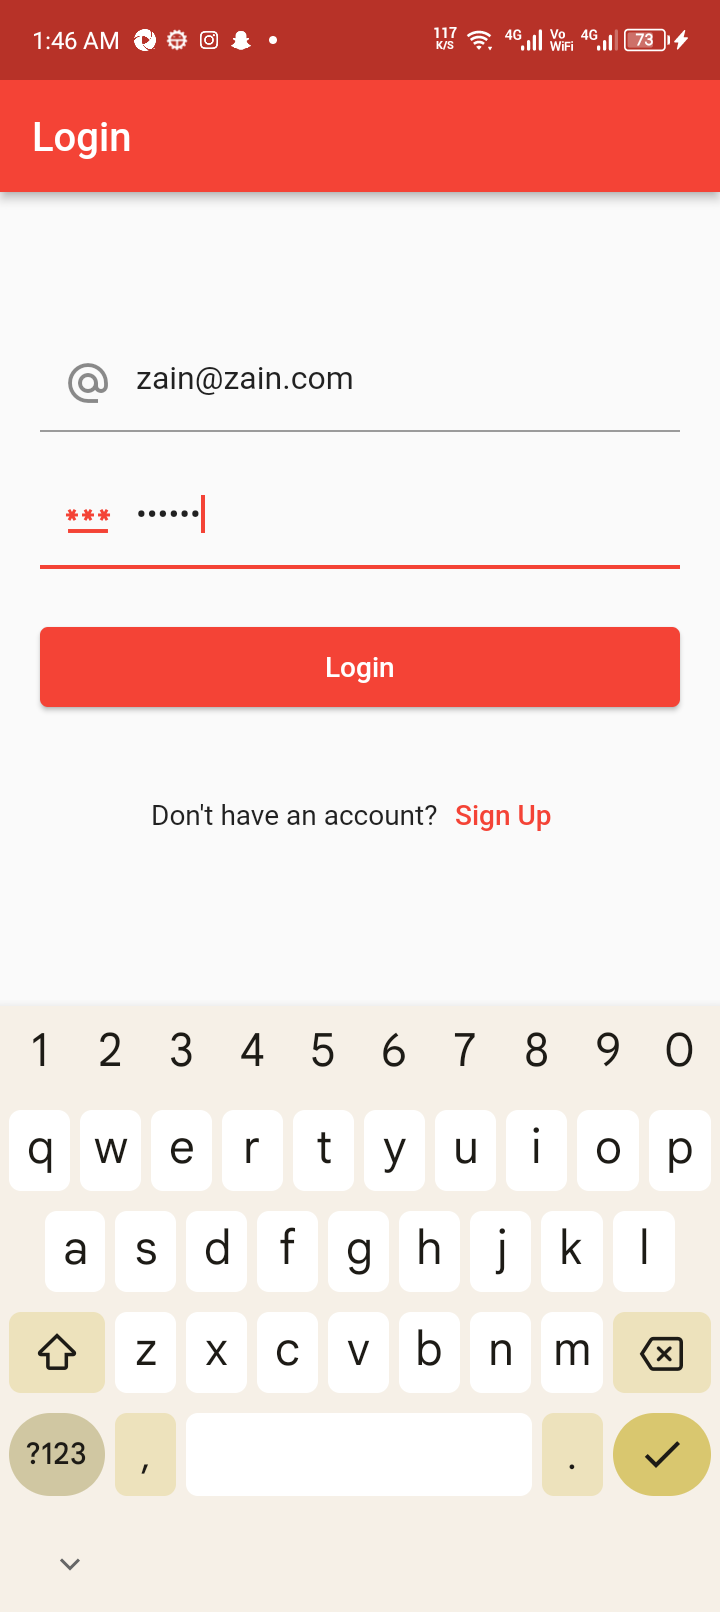 1:46 AM 117 K/S 4G Vo WiFi 4G 73
Login
zain@zain.com
*** ••••••
Login
Don't have an account? Sign Up
1 2 3 4 5 6 7 8 9 0
q w e r t y u i o p
a s d f g h j k l
z x c v b n m
?123 , .